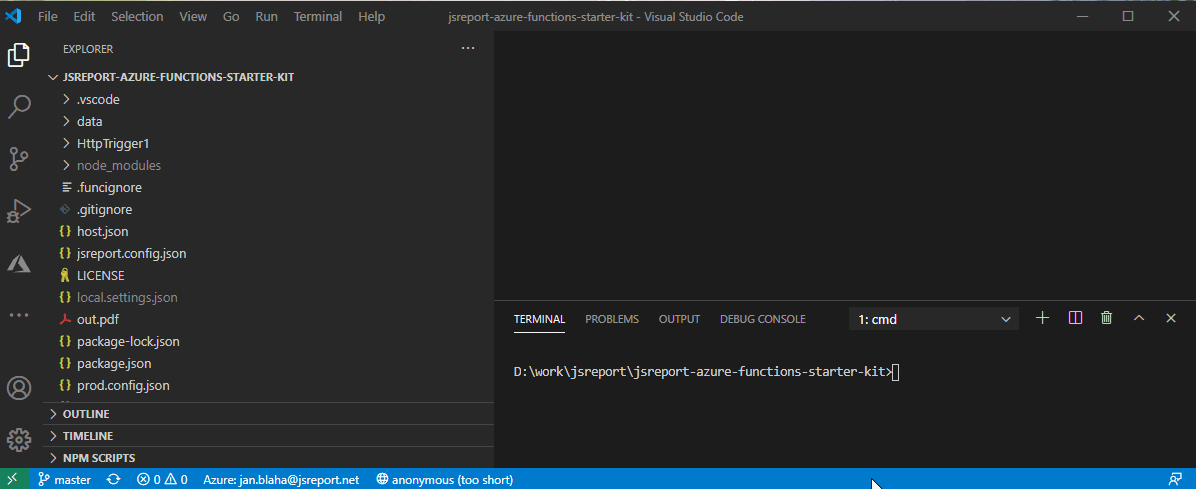 File Edit Selection View Go Run Terminal Help jsreport-azure-functions-starter-kit - Visual Studio Code
EXPLORER
JSREPORT-AZURE-FUNCTIONS-STARTER-KIT
.vscode
data
HttpTrigger1
node_modules
.funcignore
.gitignore
host.json
jsreport.config.json
LICENSE
local.settings.json
out.pdf
package-lock.json
package.json
prod.config.json
OUTLINE
TIMELINE
NPM SCRIPTS
TERMINAL PROBLEMS OUTPUT DEBUG CONSOLE 1: cmd
D:\work\jsreport\jsreport-azure-functions-starter-kit>
master 0 0 Azure: jan.blaha@jsreport.net anonymous (too short)